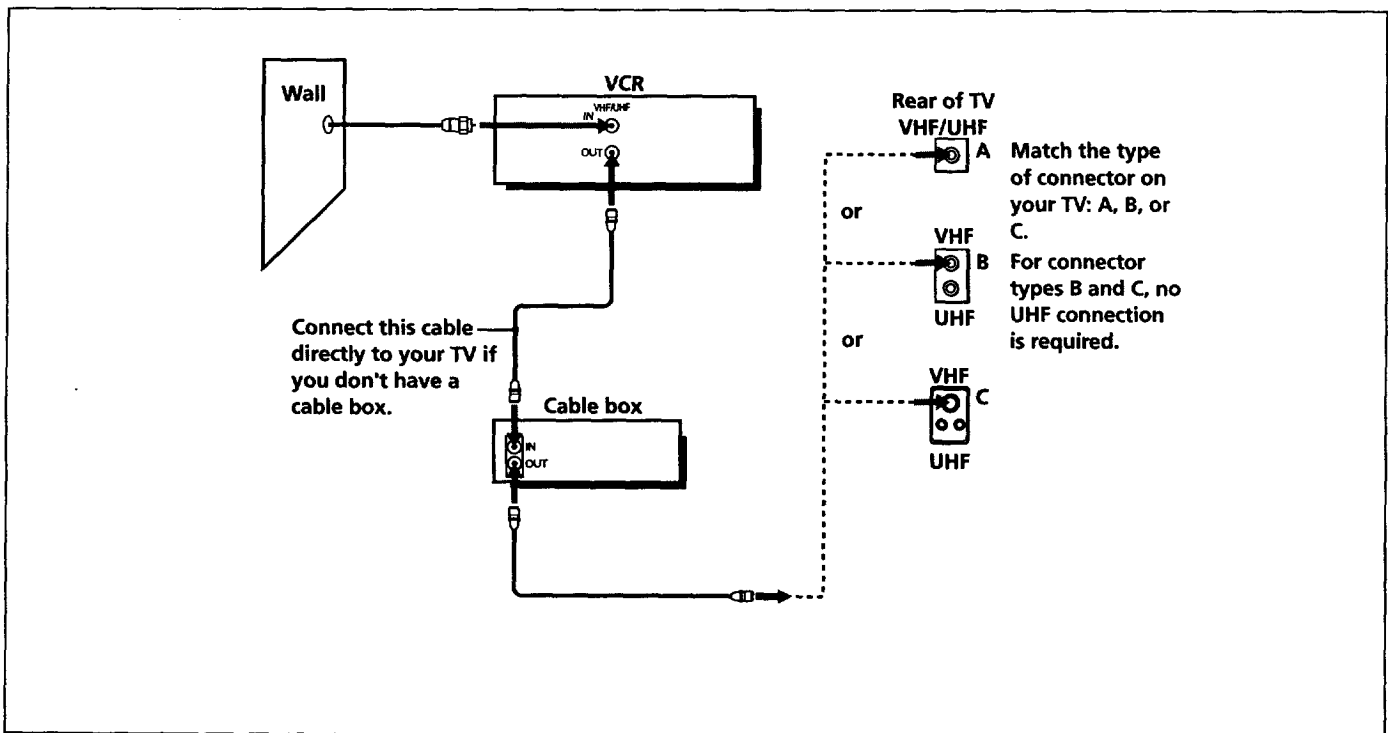 Wall
VCR
VHF/UHF
IN
OUT
Connect this cable
directly to your TV if
you don't have a
cable box.
Cable box
IN
OUT
Rear of TV
VHF/UHF
A
Match the type
of connector on
your TV: A, B, or
C.
or
VHF
B
UHF
For connector
types B and C, no
UHF connection
is required.
or
VHF
C
UHF